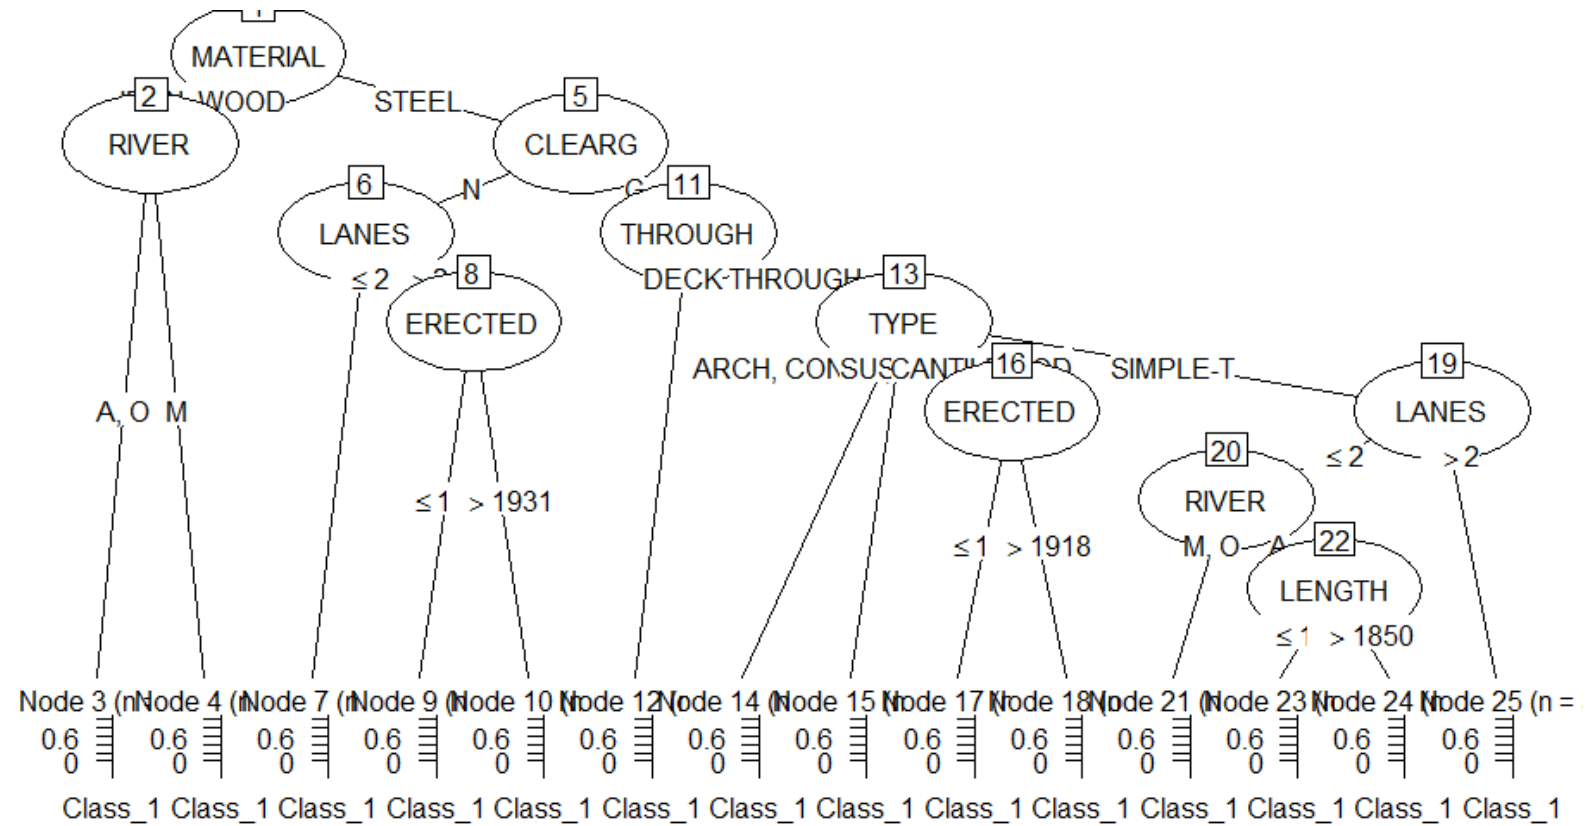 MATERIAL
WOOD
STEEL
2
RIVER
5
CLEARG
6
N
11
LANES
THROUGH
≤ 2
8
DECK-THROUGH
13
ERECTED
TYPE
ARCH, CON
SUS
CANTIL
16
SIMPLE-T
19
A, O M
ERECTED
LANES
20
≤ 2
> 2
≤ 1 > 1931
RIVER
≤ 1 > 1918
M, O A
22
LENGTH
≤ 1 > 1850
Node 3 (n Node 4 (n Node 7 (n Node 9 (n Node 10 (n Node 12 (n Node 14 (n Node 15 (n Node 17 (n Node 18 (n Node 21 (n Node 23 (n Node 24 (n Node 25 (n =
0.6 0.6 0.6 0.6 0.6 0.6 0.6 0.6 0.6 0.6 0.6 0.6 0.6 0.6
0 0 0 0 0 0 0 0 0 0 0 0 0 0
Class_1 Class_1 Class_1 Class_1 Class_1 Class_1 Class_1 Class_1 Class_1 Class_1 Class_1 Class_1 Class_1 Class_1